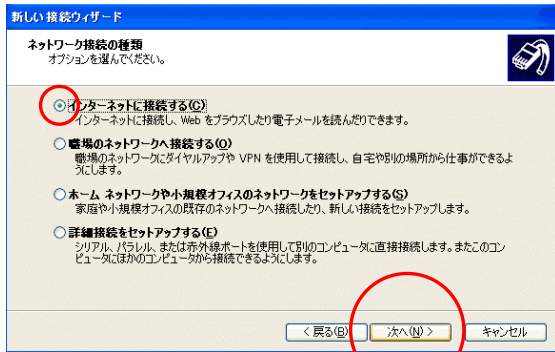 新しい接続ウィザード
ネットワーク接続の種類
オプションを選んでください。
インターネットに接続する(C)
インターネットに接続し、Web をブラウズしたり電子メールを読んだりできます。
職場のネットワークへ接続する(O)
職場のネットワークにダイヤルアップや VPN を使用して接続し、自宅や別の場所から仕事ができるよ
うにします。
ホーム ネットワークや小規模オフィスのネットワークをセットアップする(S)
家庭や小規模オフィスの既存のネットワークへ接続したり、新しい接続をセットアップします。
詳細接続をセットアップする(E)
シリアル、パラレル、または赤外線ポートを使用して別のコンピュータに直接接続します。またこのコン
ピュータにほかのコンピュータから接続できるようにします。
< 戻る(B) 次へ(N) > キャンセル